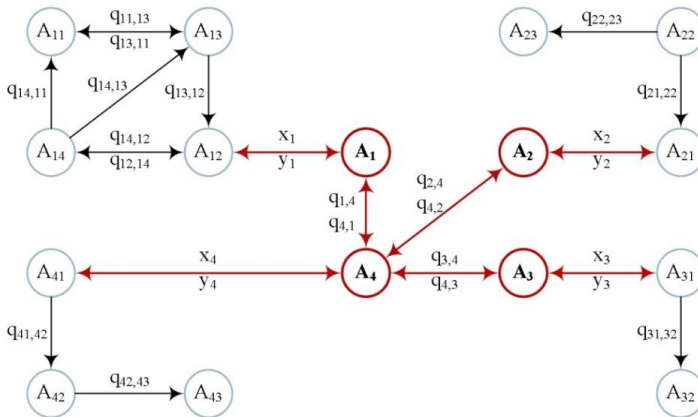 A11
q11,13
q13,11
A13
A23
q22,23
A22
q14,11
q14,13
q13,12
q21,22
A14
q14,12
q12,14
A12
x1
y1
A1
A2
x2
y2
A21
q1,4
q4,1
q2,4
q4,2
A41
x4
y4
A4
q3,4
q4,3
A3
x3
y3
A31
q41,42
q31,32
A42
q42,43
A43
A32